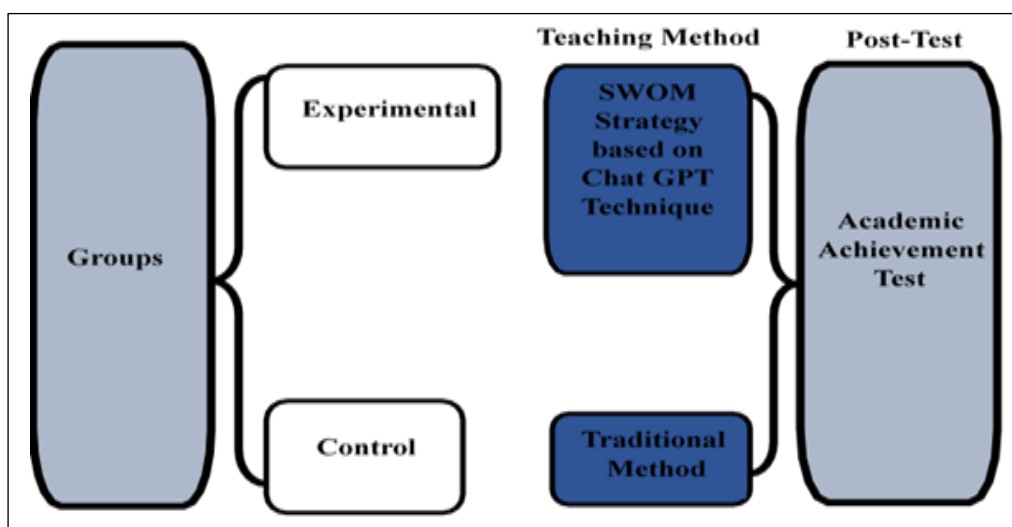 Teaching Method
Post-Test
Groups
Experimental
Control
SWOM
Strategy
based on
Chat GPT
Technique
Traditional
Method
Academic
Achievement
Test